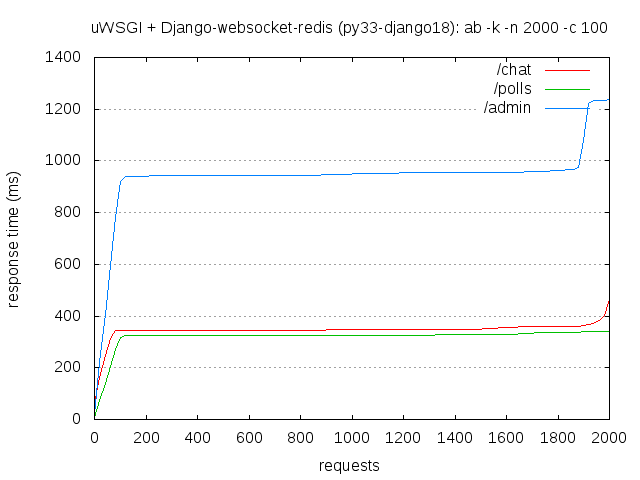 uWSGI + Django-websocket-redis (py33-django18): ab -k -n 2000 -c 100
1400
1200
1000
800
600
400
200
0
response time (ms)
/chat
/polls
/admin
0 200 400 600 800 1000 1200 1400 1600 1800 2000
requests